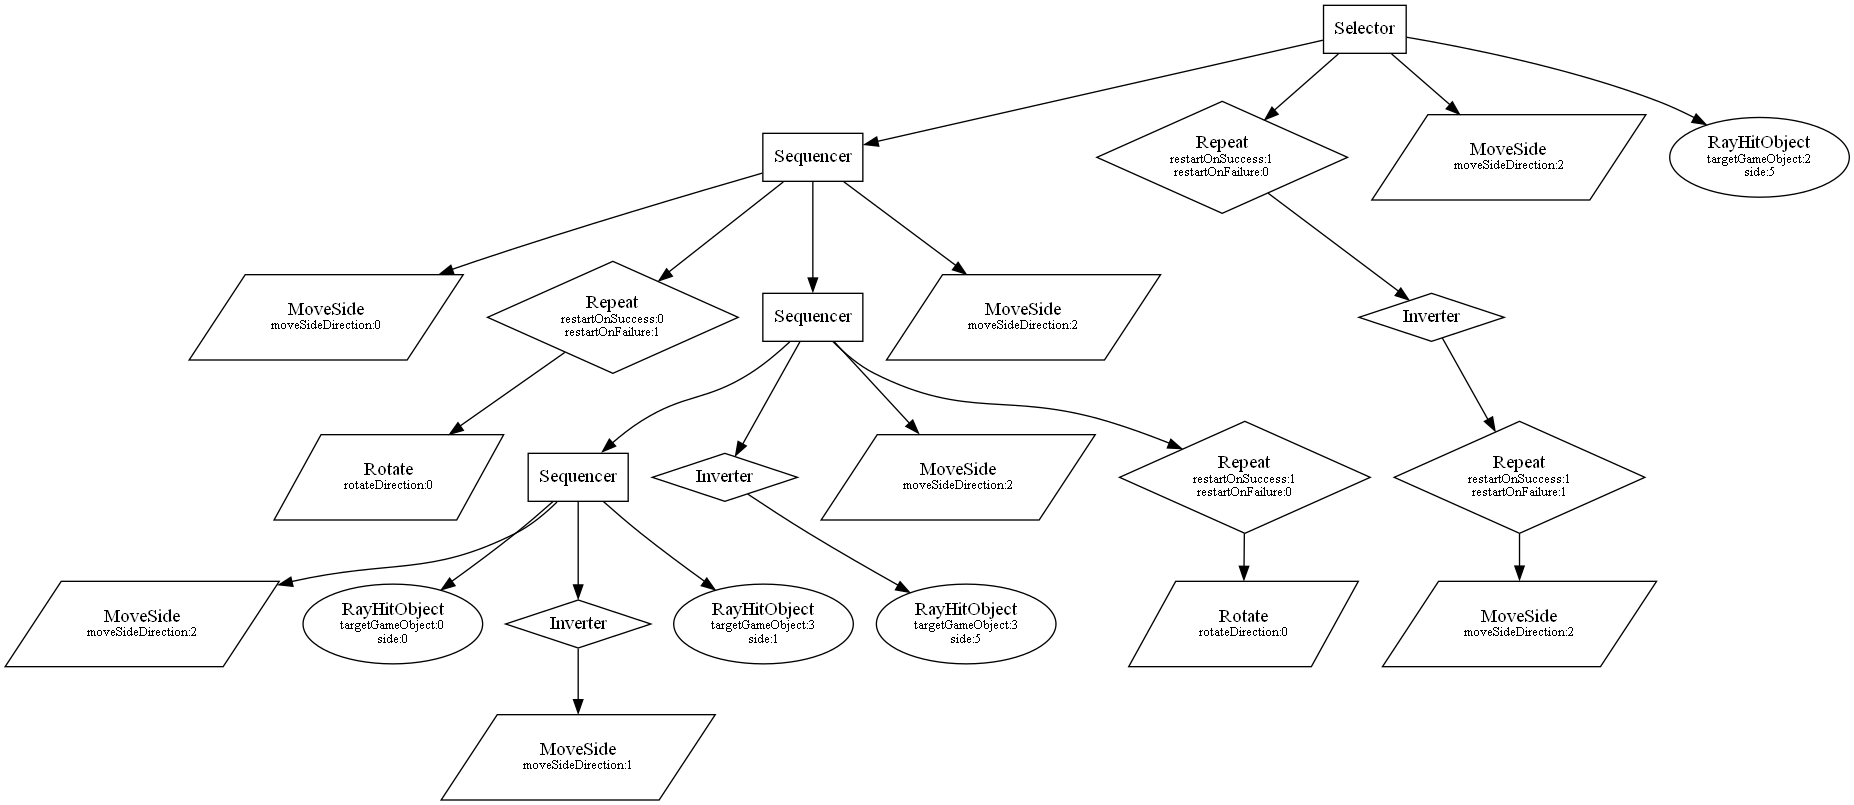 Selector
Sequencer
Repeat
restartOnSuccess:1
restartOnFailure:0
MoveSide
moveSideDirection:2
RayHitObject
targetGameObject:2
side:5
MoveSide
moveSideDirection:0
Repeat
restartOnSuccess:0
restartOnFailure:1
Sequencer
MoveSide
moveSideDirection:2
Inverter
Rotate
rotateDirection:0
Sequencer
Inverter
MoveSide
moveSideDirection:2
Repeat
restartOnSuccess:1
restartOnFailure:0
Repeat
restartOnSuccess:1
restartOnFailure:1
MoveSide
moveSideDirection:2
RayHitObject
targetGameObject:0
side:0
Inverter
RayHitObject
targetGameObject:3
side:1
RayHitObject
targetGameObject:3
side:5
Rotate
rotateDirection:0
MoveSide
moveSideDirection:2
MoveSide
moveSideDirection:1